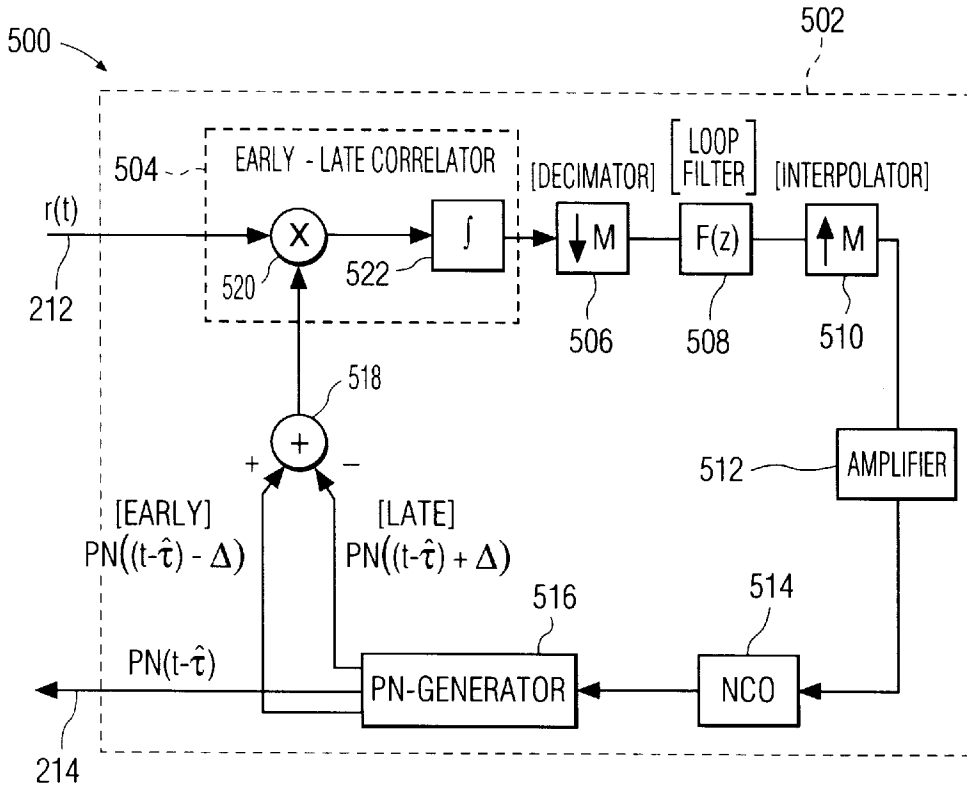 500
502
504
EARLY - LATE CORRELATOR
[DECIMATOR]
[LOOP
FILTER]
[INTERPOLATOR]
r(t)
X
∫
↓ M
F(z)
↑ M
212
520
522
506
508
510
518
+
+
−
512
AMPLIFIER
[EARLY]
PN((t-τ̂) - Δ)
[LATE]
PN((t-τ̂) + Δ)
516
514
PN(t-τ̂)
PN-GENERATOR
NCO
214